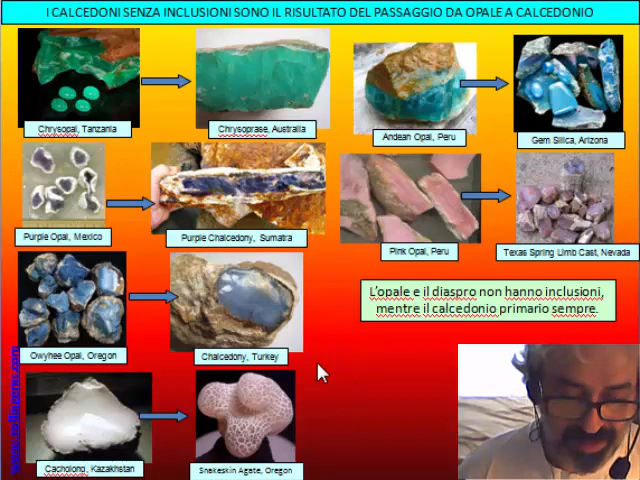 I CALCEDONI SENZA INCLUSIONI SONO IL RISULTATO DEL PASSAGGIO DA OPALE A CALCEDONIO
Chrysopal, Tanzania
Chrysoprase, Australia
Andean Opal, Peru
Gem Silica, Arizona
Purple Opal, Mexico
Purple Chalcedony, Sumatra
Pink Opal, Peru
Texas Spring Limb Cast, Nevada
L'opale e il diaspro non hanno inclusioni,
mentre il calcedonio primario sempre.
Owyhee Opal, Oregon
Chalcedony, Turkey
Cacholong, Kazakhstan
Snakeskin Agate, Oregon